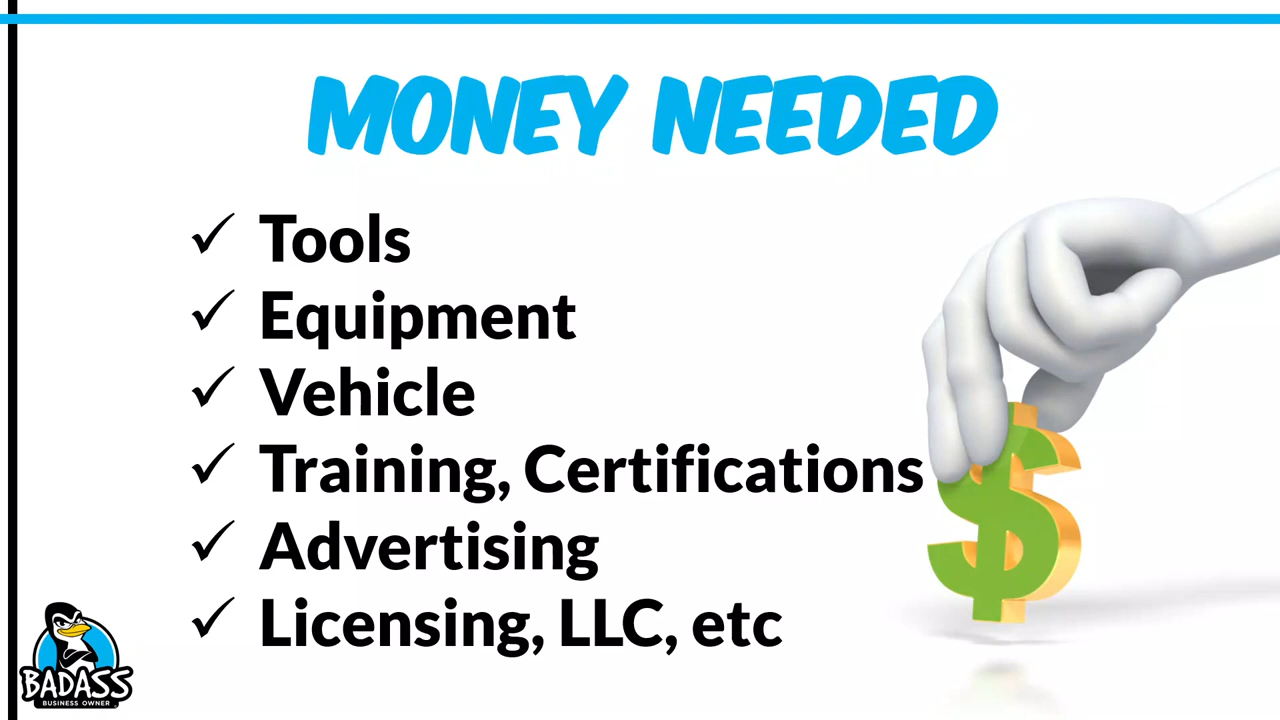 MONEY NEEDED
✓ Tools
✓ Equipment
✓ Vehicle
✓ Training, Certifications
✓ Advertising
✓ Licensing, LLC, etc
$
BADASS
BUSINESS OWNER